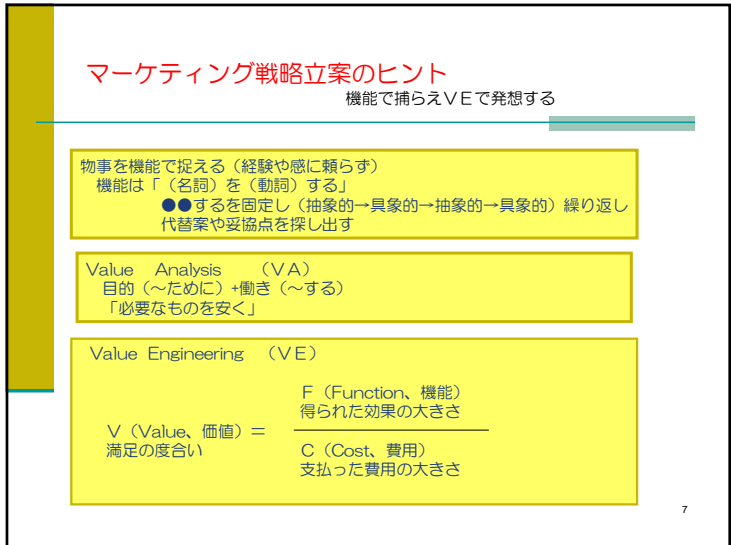 マーケティング戦略立案のヒント
機能で捕らえＶＥで発想する
物事を機能で捉える（経験や感に頼らず）
機能は「（名詞）を（動詞）する」
●●するを固定し（抽象的→具象的→抽象的→具象的）繰り返し
代替案や妥協点を探し出す
Value　Analysis　　（ＶＡ）
目的（～ために）+働き（～する）
「必要なものを安く」
Value Engineering　（ＶＥ）
Ｆ（Function、機能）
得られた効果の大きさ
Ｖ（Value、価値）＝
満足の度合い
Ｃ（Cost、費用）
支払った費用の大きさ
7